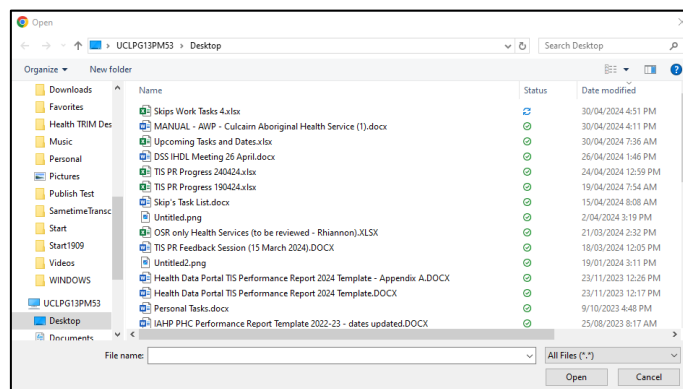 Open
UCLPG13PM53 > Desktop
Search Desktop
Organize
New folder
Downloads
Favorites
Health TRIM Des
Music
Personal
Pictures
Publish Test
SametimeTransc
Start
Start1909
Videos
WINDOWS
UCLPG13PM53
Desktop
Documents
Name Status Date modified
Skips Work Tasks 4.xlsx 30/04/2024 4:51 PM
MANUAL - AWP - Culcairn Aboriginal Health Service (1).docx 30/04/2024 4:11 PM
Upcoming Tasks and Dates.xlsx 30/04/2024 7:36 AM
DSS IHDL Meeting 26 April.docx 26/04/2024 1:46 PM
TIS PR Progress 240424.xlsx 24/04/2024 12:59 PM
TIS PR Progress 190424.xlsx 19/04/2024 7:54 AM
Skip's Task List.docx 15/04/2024 8:08 AM
Untitled.png 2/04/2024 3:19 PM
OSR only Health Services (to be reviewed - Rhiannon).XLSX 21/03/2024 2:32 PM
TIS PR Feedback Session (15 March 2024).DOCX 18/03/2024 12:05 PM
Untitled2.png 19/01/2024 3:11 PM
Health Data Portal TIS Performance Report 2024 Template - Appendix A.DOCX 23/11/2023 12:26 PM
Health Data Portal TIS Performance Report 2024 Template.DOCX 23/11/2023 12:17 PM
Personal Tasks.docx 9/10/2023 4:48 PM
IAHP PHC Performance Report Template 2022-23 - dates updated.DOCX 25/08/2023 8:17 AM
File name:
All Files (*.*)
Open
Cancel